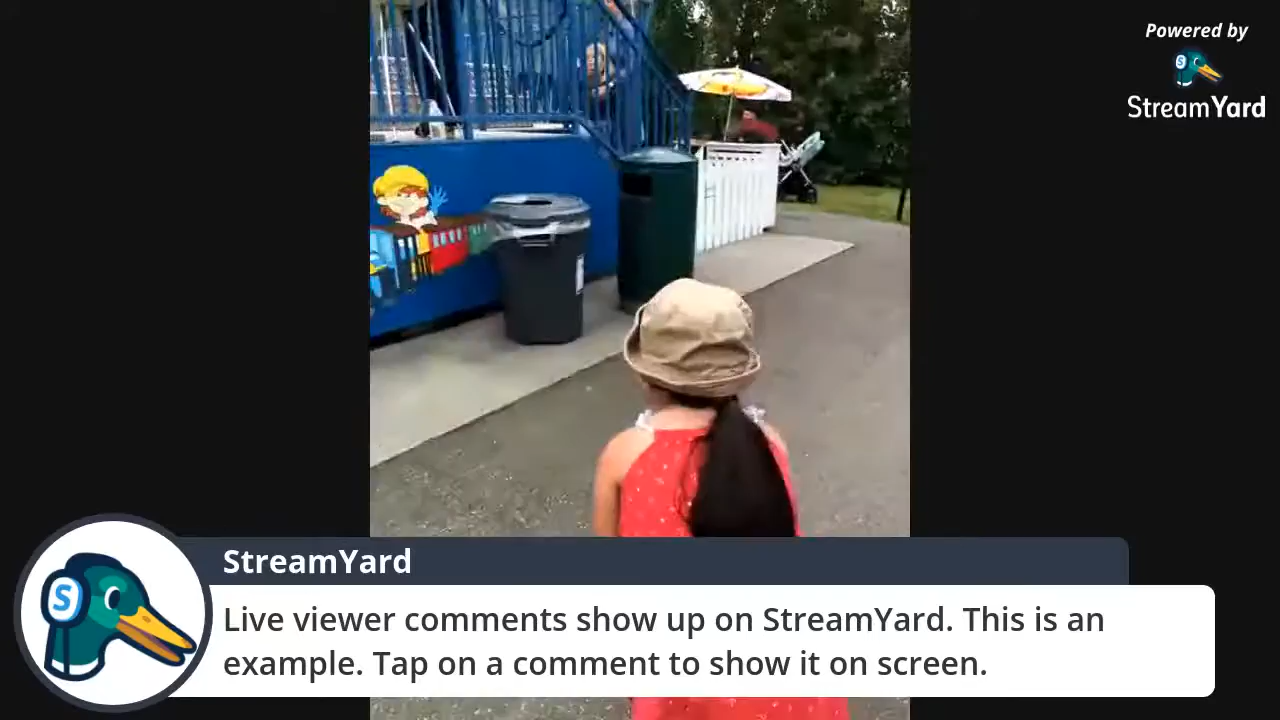 Powered by
StreamYard
StreamYard
Live viewer comments show up on StreamYard. This is an
example. Tap on a comment to show it on screen.